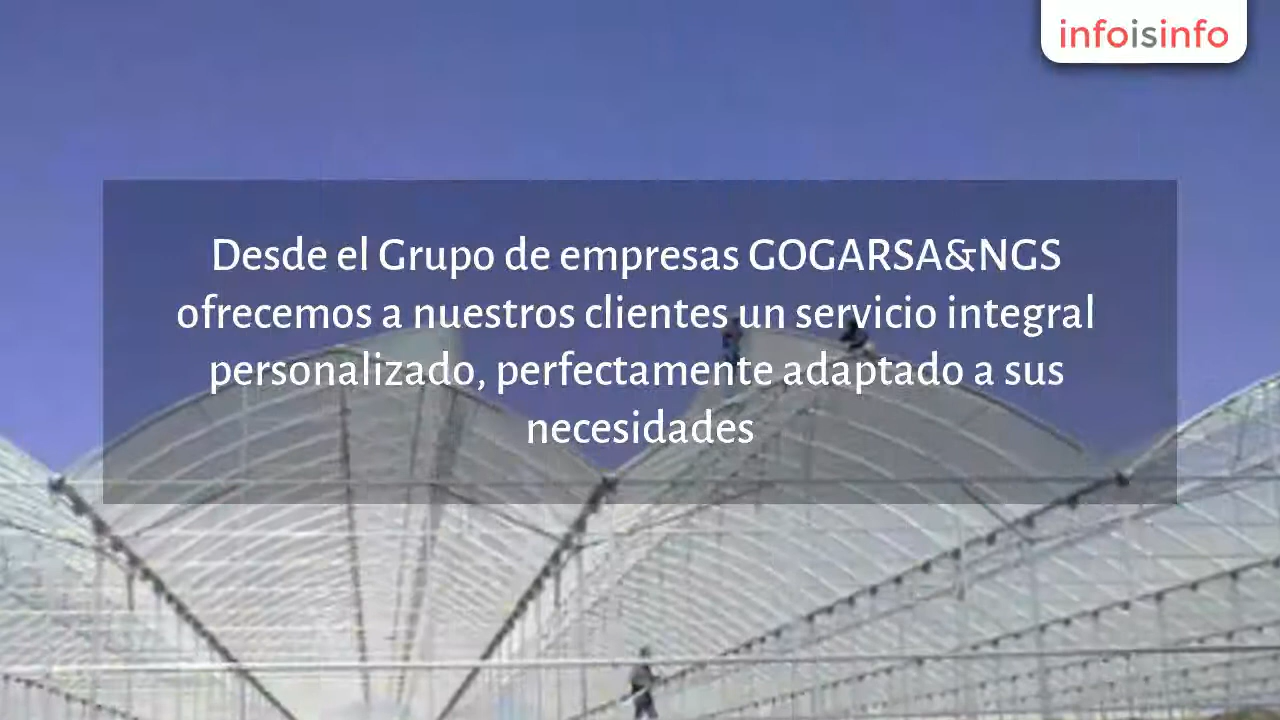 infoisinfo
Desde el Grupo de empresas GOGARSA&NGS
ofrecemos a nuestros clientes un servicio integral
personalizado, perfectamente adaptado a sus
necesidades